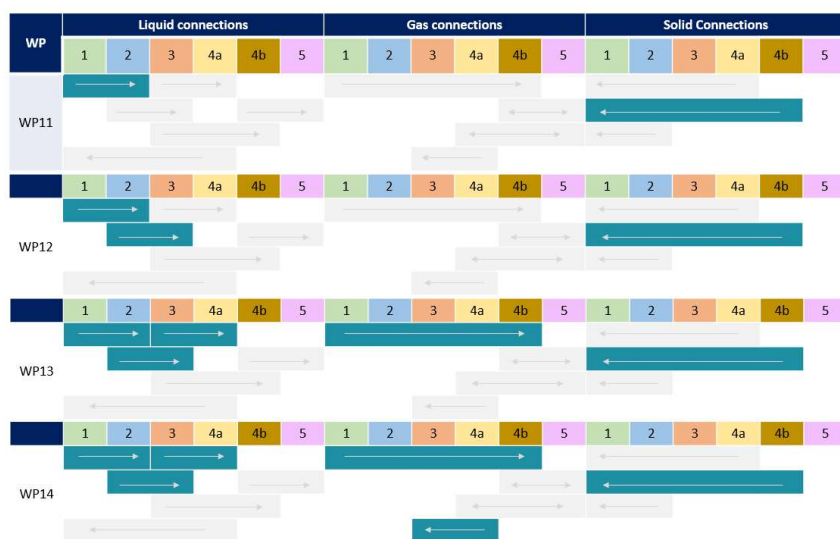 WP Liquid connections Gas connections Solid Connections
1 2 3 4a 4b 5 1 2 3 4a 4b 5 1 2 3 4a 4b 5
WP11
1 2 3 4a 4b 5 1 2 3 4a 4b 5 1 2 3 4a 4b 5
WP12
1 2 3 4a 4b 5 1 2 3 4a 4b 5 1 2 3 4a 4b 5
WP13
1 2 3 4a 4b 5 1 2 3 4a 4b 5 1 2 3 4a 4b 5
WP14